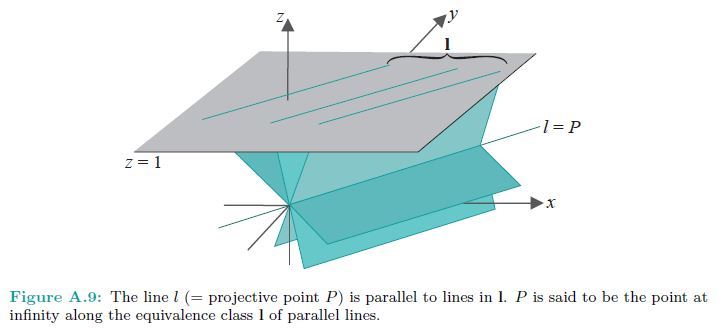 z
y
l
l = P
z = 1
x
Figure A.9: The line l (= projective point P) is parallel to lines in l. P is said to be the point at
infinity along the equivalence class l of parallel lines.